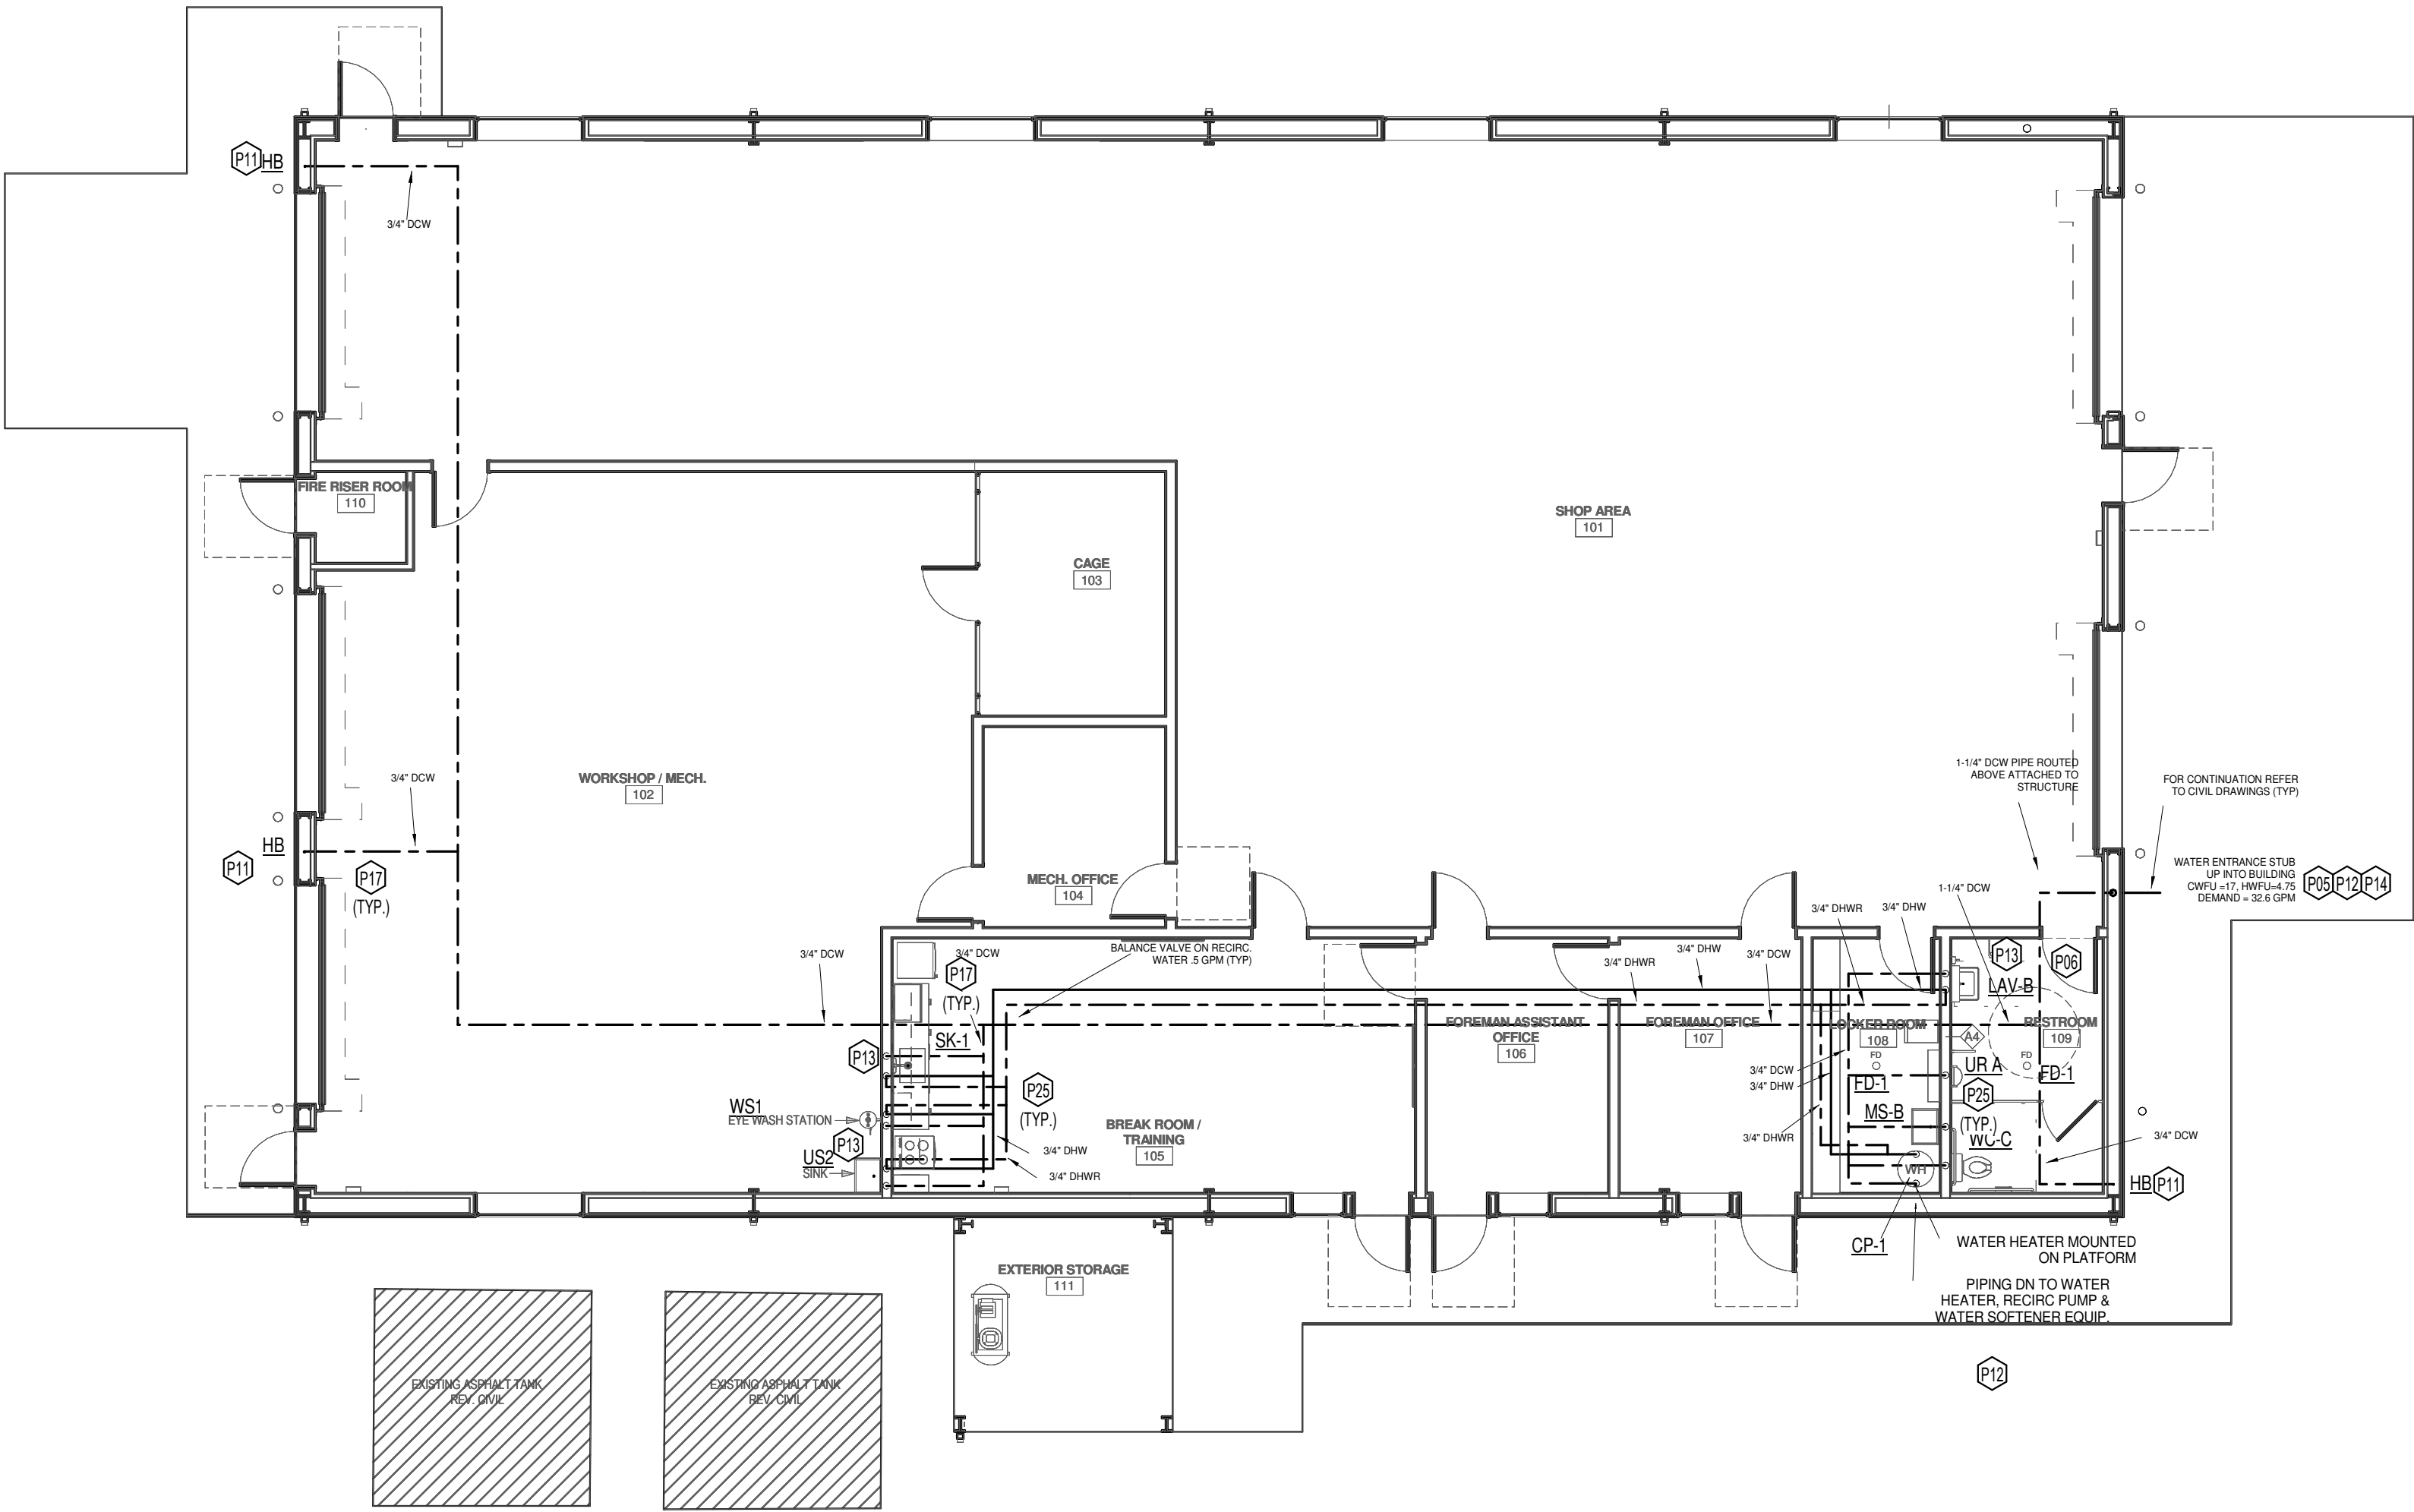 P11 HB
3/4" DCW
FIRE RISER ROOM
110
SHOP AREA
101
CAGE
103
3/4" DCW
WORKSHOP / MECH.
102
1-1/4" DCW PIPE ROUTED
ABOVE ATTACHED TO
STRUCTURE
FOR CONTINUATION REFER
TO CIVIL DRAWINGS (TYP)
HB
P11
P17
(TYP.)
MECH. OFFICE
104
WATER ENTRANCE STUB
UP INTO BUILDING
CWFU =17, HWFU=4.75
DEMAND = 32.6 GPM
P05 P12 P14
1-1/4" DCW
3/4" DHWR
3/4" DHW
3/4" DCW
3/4" DCW
P17
(TYP.)
BALANCE VALVE ON RECIRC.
WATER .5 GPM (TYP)
3/4" DHWR
3/4" DHW
3/4" DCW
P13
P06
LAV-B
SK-1
P13
FOREMAN ASSISTANT
OFFICE
106
FOREMAN OFFICE
107
LOCKER ROOM
108
A4
RESTROOM
109
FD
FD
3/4" DCW
3/4" DHW
FD-1
UR A
FD-1
P25
(TYP.)
P25
(TYP.)
WS1
EYE WASH STATION
MS-B
WC-C
BREAK ROOM /
TRAINING
105
P13
US2
SINK
3/4" DHW
3/4" DHWR
3/4" DHWR
3/4" DCW
WH
HB P11
CP-1
WATER HEATER MOUNTED
ON PLATFORM
EXTERIOR STORAGE
111
PIPING DN TO WATER
HEATER, RECIRC PUMP &
WATER SOFTENER EQUIP.
P12
EXISTING ASPHALT TANK
REV. CIVIL
EXISTING ASPHALT TANK
REV. CIVIL